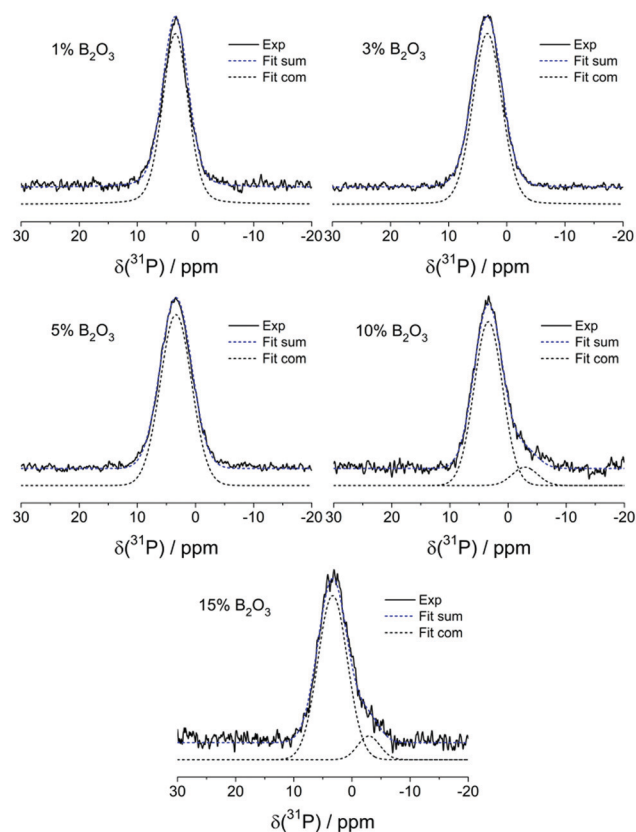 1% B₂O₃
Exp
Fit sum
Fit com
30 20 10 0 -10 -20
δ(³¹P) / ppm
3% B₂O₃
Exp
Fit sum
Fit com
30 20 10 0 -10 -20
δ(³¹P) / ppm
5% B₂O₃
Exp
Fit sum
Fit com
30 20 10 0 -10 -20
δ(³¹P) / ppm
10% B₂O₃
Exp
Fit sum
Fit com
30 20 10 0 -10 -20
δ(³¹P) / ppm
15% B₂O₃
Exp
Fit sum
Fit com
30 20 10 0 -10 -20
δ(³¹P) / ppm